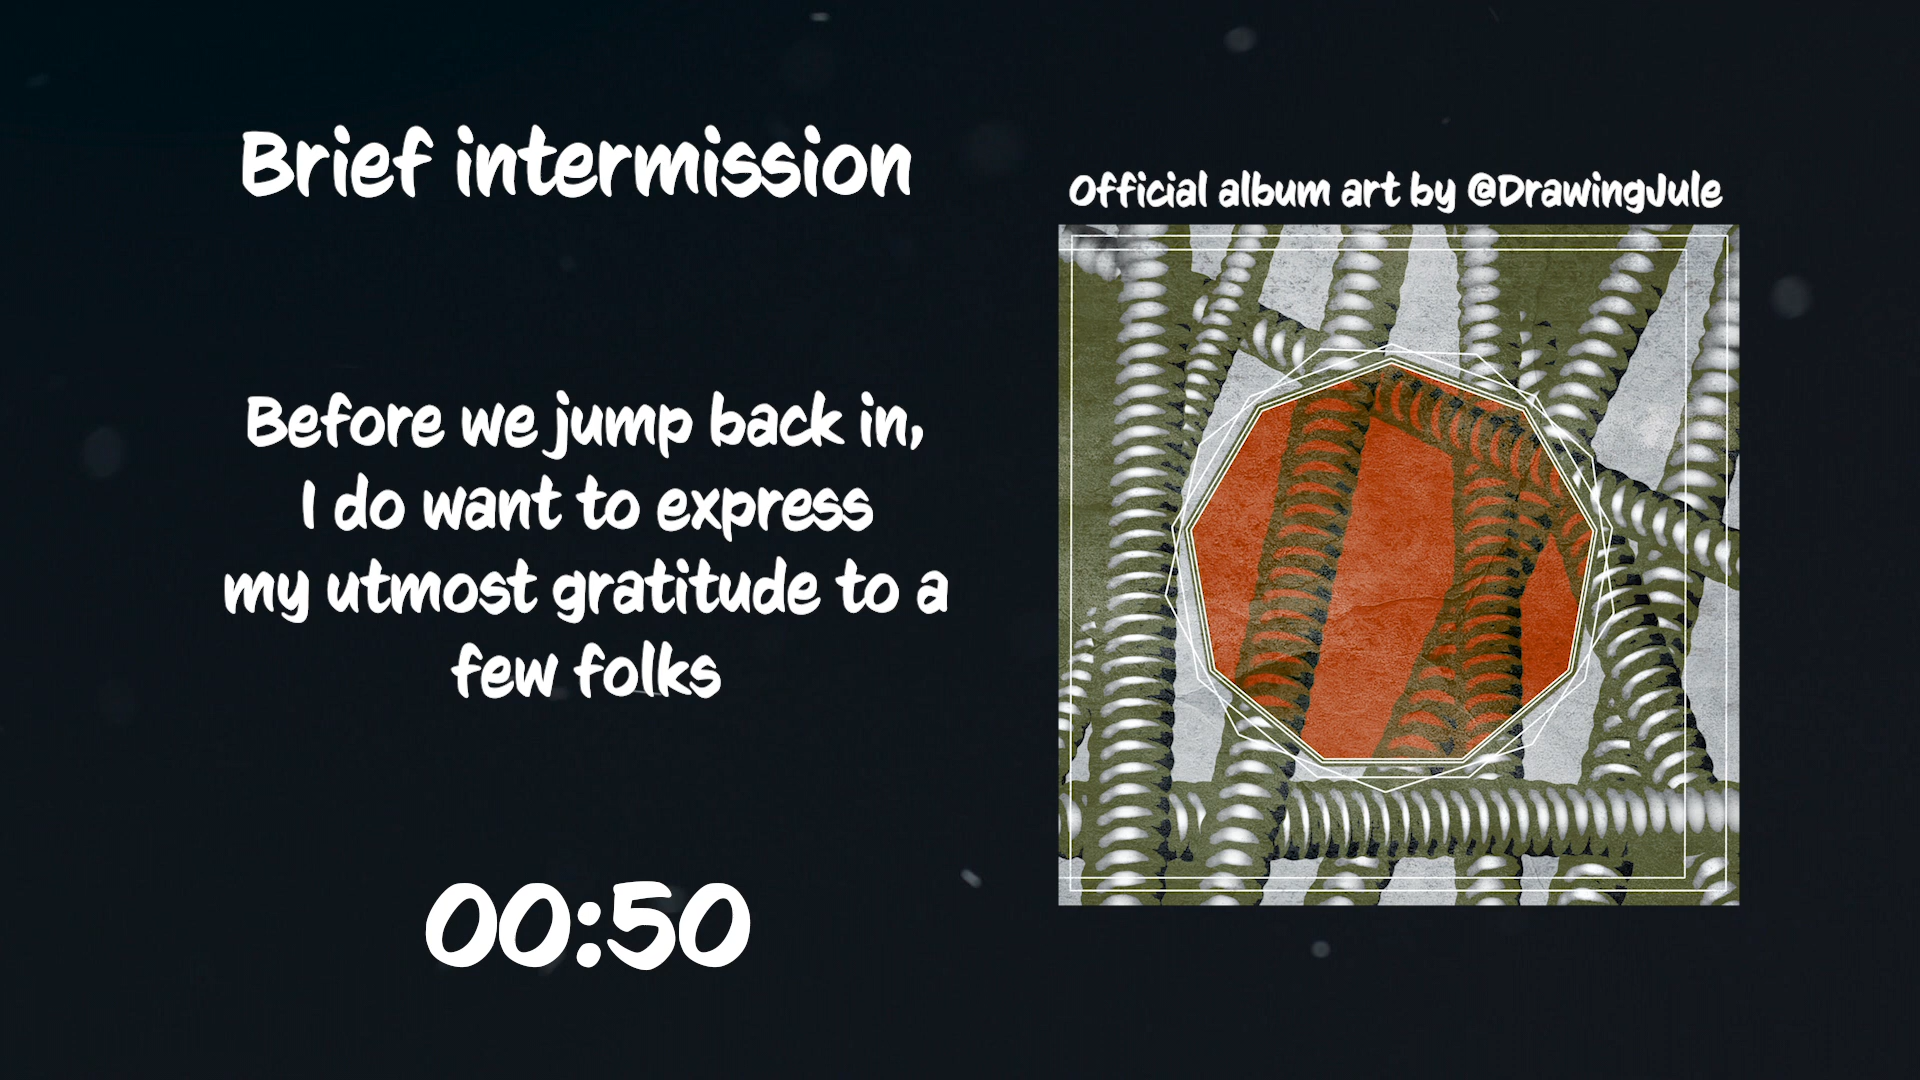 Brief intermission
Official album art by @DrawingJule
Before we jump back in,
I do want to express
my utmost gratitude to a
few folks
00:50